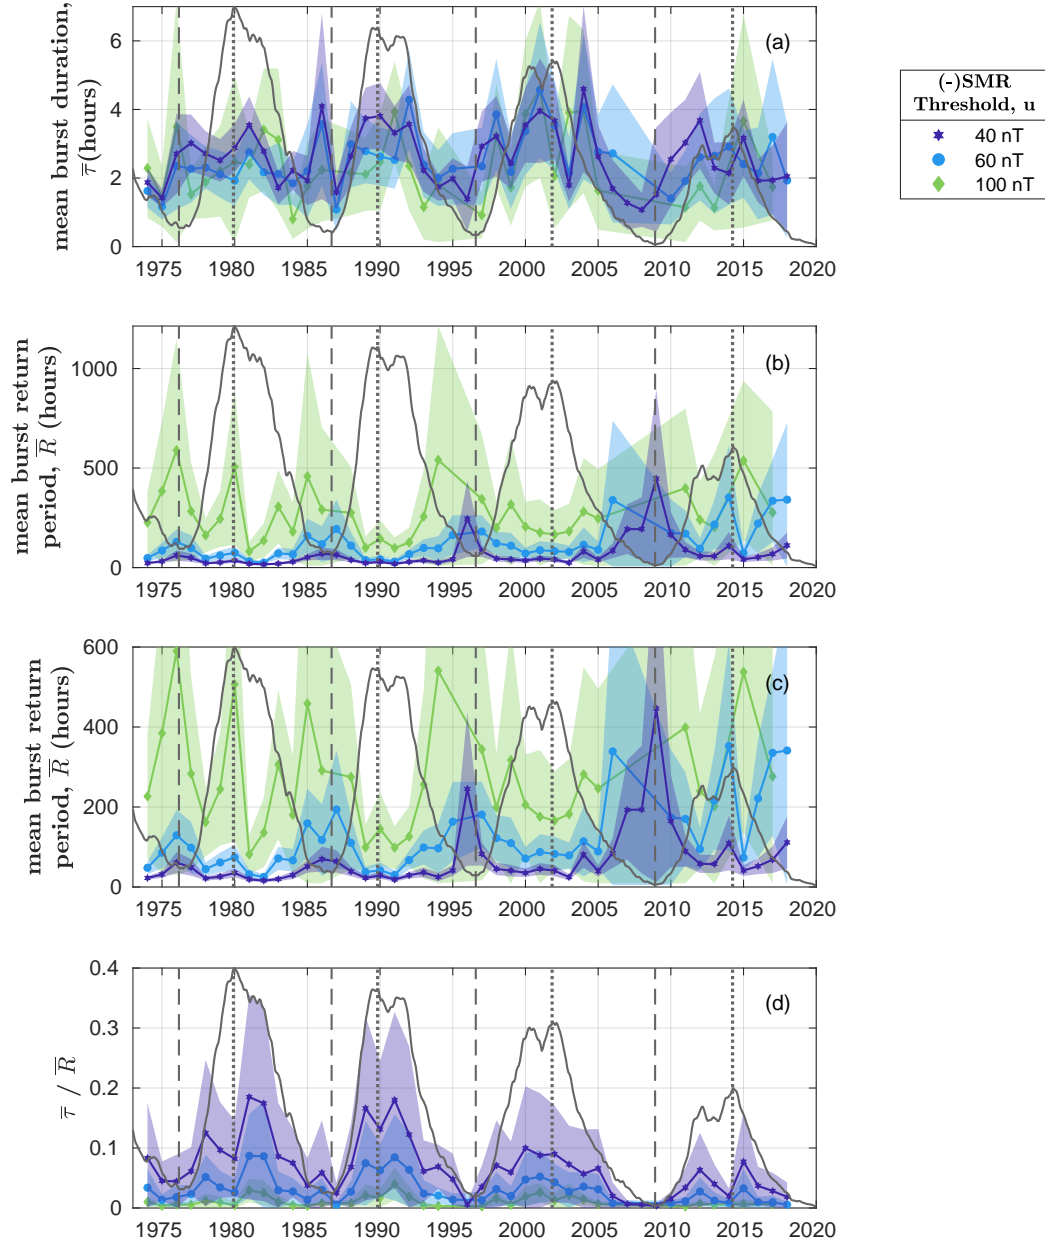 mean burst duration,
τ̅(hours)
6
4
2
0
(a)
1975 1980 1985 1990 1995 2000 2005 2010 2015 2020
(-)SMR
Threshold, u
40 nT
60 nT
100 nT
mean burst return
period, R̅ (hours)
1000
500
0
(b)
1975 1980 1985 1990 1995 2000 2005 2010 2015 2020
mean burst return
period, R̅ (hours)
600
400
200
0
(c)
1975 1980 1985 1990 1995 2000 2005 2010 2015 2020
τ̅ / R̅
0.4
0.3
0.2
0.1
0
(d)
1975 1980 1985 1990 1995 2000 2005 2010 2015 2020